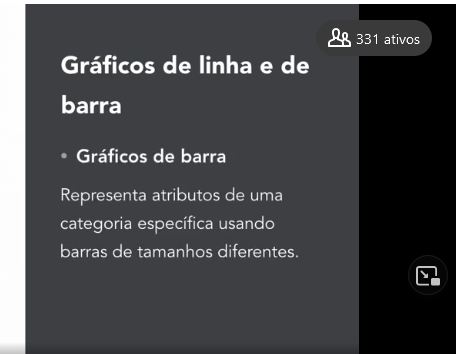 331 ativos
Gráficos de linha e de
barra
• Gráficos de barra
Representa atributos de uma
categoria específica usando
barras de tamanhos diferentes.